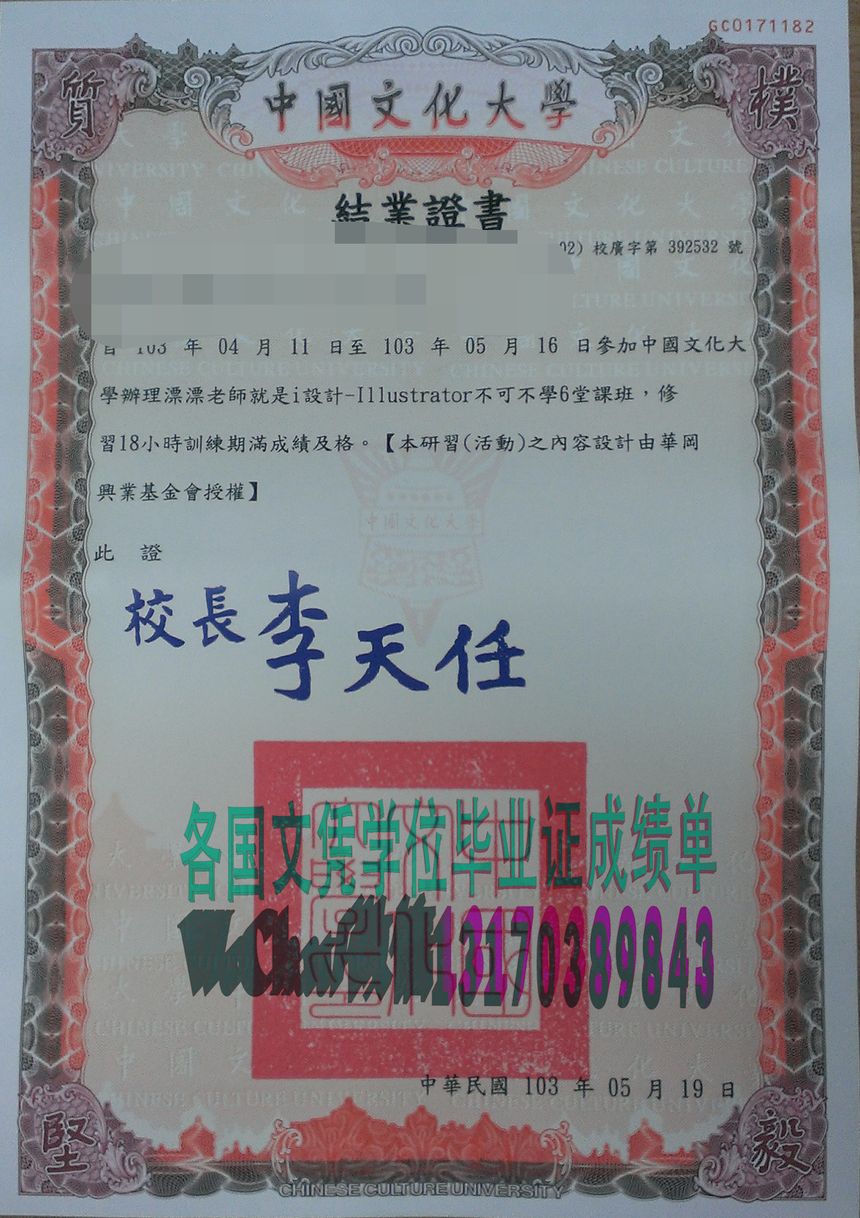 GC0171182
質 樸
中國文化大學
結業證書
02) 校廣字第 392532 號
自 103 年 04 月 11 日至 103 年 05 月 16 日參加中國文化大
學辦理漂漂老師就是i設計-Illustrator不可不學6堂課班，修
習18小時訓練期滿成績及格。【本研習(活動)之內容設計由華岡
興業基金會授權】
此 證
中國文化大學
校長李天任
各国文凭学位毕业证成绩单
13170389843
中華民國 103 年 05 月 19 日
堅 毅
CHINESE CULTURE UNIVERSITY